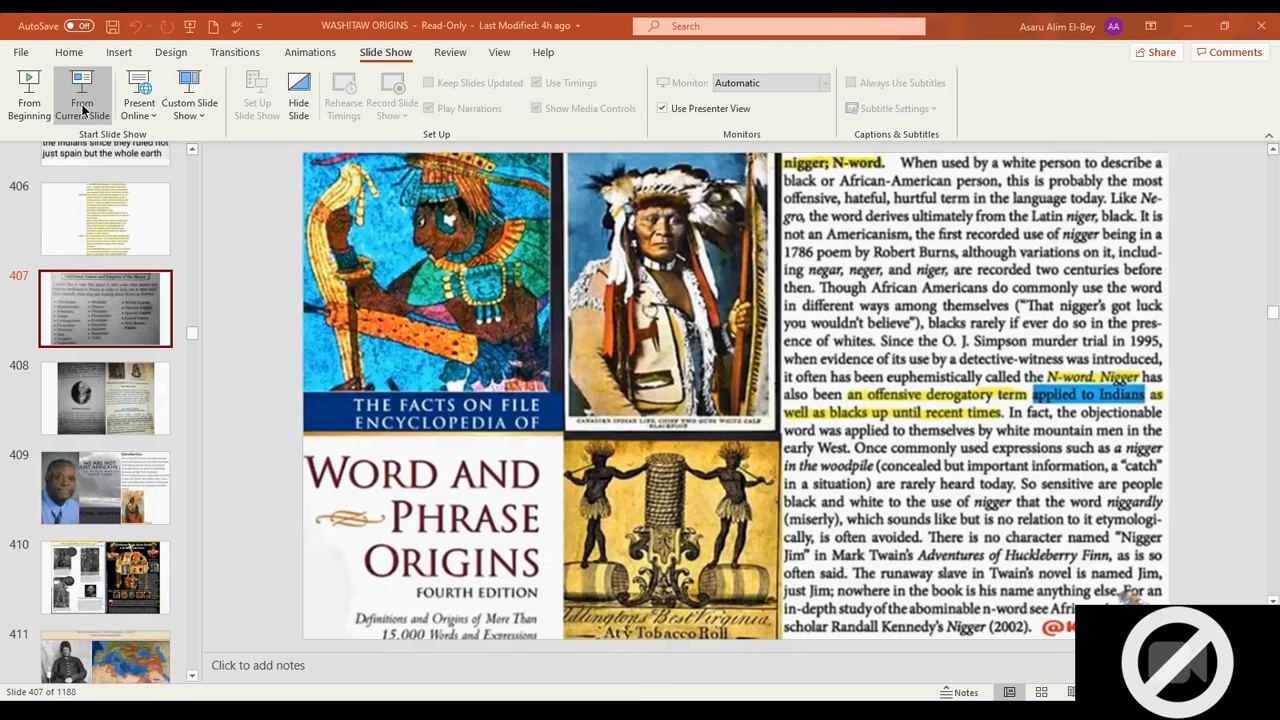 AutoSave Off
WASHITAW ORIGINS - Read-Only - Last Modified: 4h ago
Search
Asaru Alim El-Bey AA
File Home Insert Design Transitions Animations Slide Show Review View Help
Share Comments
From Beginning
From Current Slide
Present Online
Custom Slide Show
Start Slide Show
Set Up Slide Show
Hide Slide
Rehearse Timings
Record Slide Show
Keep Slides Updated
Play Narrations
Use Timings
Show Media Controls
Set Up
Monitor: Automatic
Use Presenter View
Monitors
Always Use Subtitles
Subtitle Settings
Captions & Subtitles
the Indians since they ruled not
just spain but the whole earth
406
407
408
409
410
411
THE FACTS ON FILE
ENCYCLOPEDIA OF
WORD AND
PHRASE
ORIGINS
FOURTH EDITION
Definitions and Origins of More Than
15,000 Words and Expressions
CANADIAN INDIAN LIFE, CHIEF TWO GUNS WHITE CALF
BLACKFOOT
Best Virginia
Tobacco Roll
nigger; N-word. When used by a white person to describe a
black or African-American person, this is probably the most
offensive, hateful, hurtful term in the language today. Like Ne-
gro the word derives ultimately from the Latin niger, black. It is
not an Americanism, the first recorded use of nigger being in a
1786 poem by Robert Burns, although variations on it, includ-
ing negar, neger, and niger, are recorded two centuries before
then. Though African Americans do commonly use the word
in different ways among themselves ("That nigger's got luck
you wouldn't believe"), blacks rarely if ever do so in the pres-
ence of whites. Since the O. J. Simpson murder trial in 1995,
when evidence of its use by a detective-witness was introduced,
it often has been euphemistically called the N-word. Nigger has
also been an offensive derogatory term applied to Indians as
well as blacks up until recent times. In fact, the objectionable
word was applied to themselves by white mountain men in the
early West. Once commonly used expressions such as a nigger
in the woodpile (concealed but important information, a "catch"
in a situation) are rarely heard today. So sensitive are people
black and white to the use of nigger that the word niggardly
(miserly), which sounds like but is no relation to it etymologi-
cally, is often avoided. There is no character named "Nigger
Jim" in Mark Twain's Adventures of Huckleberry Finn, as is so
often said. The runaway slave in Twain's novel is named Jim,
just Jim; nowhere in the book is his name anything else. For an
in-depth study of the abominable n-word see
scholar Randall Kennedy's Nigger (2002).
Click to add notes
Slide 407 of 1188
Notes